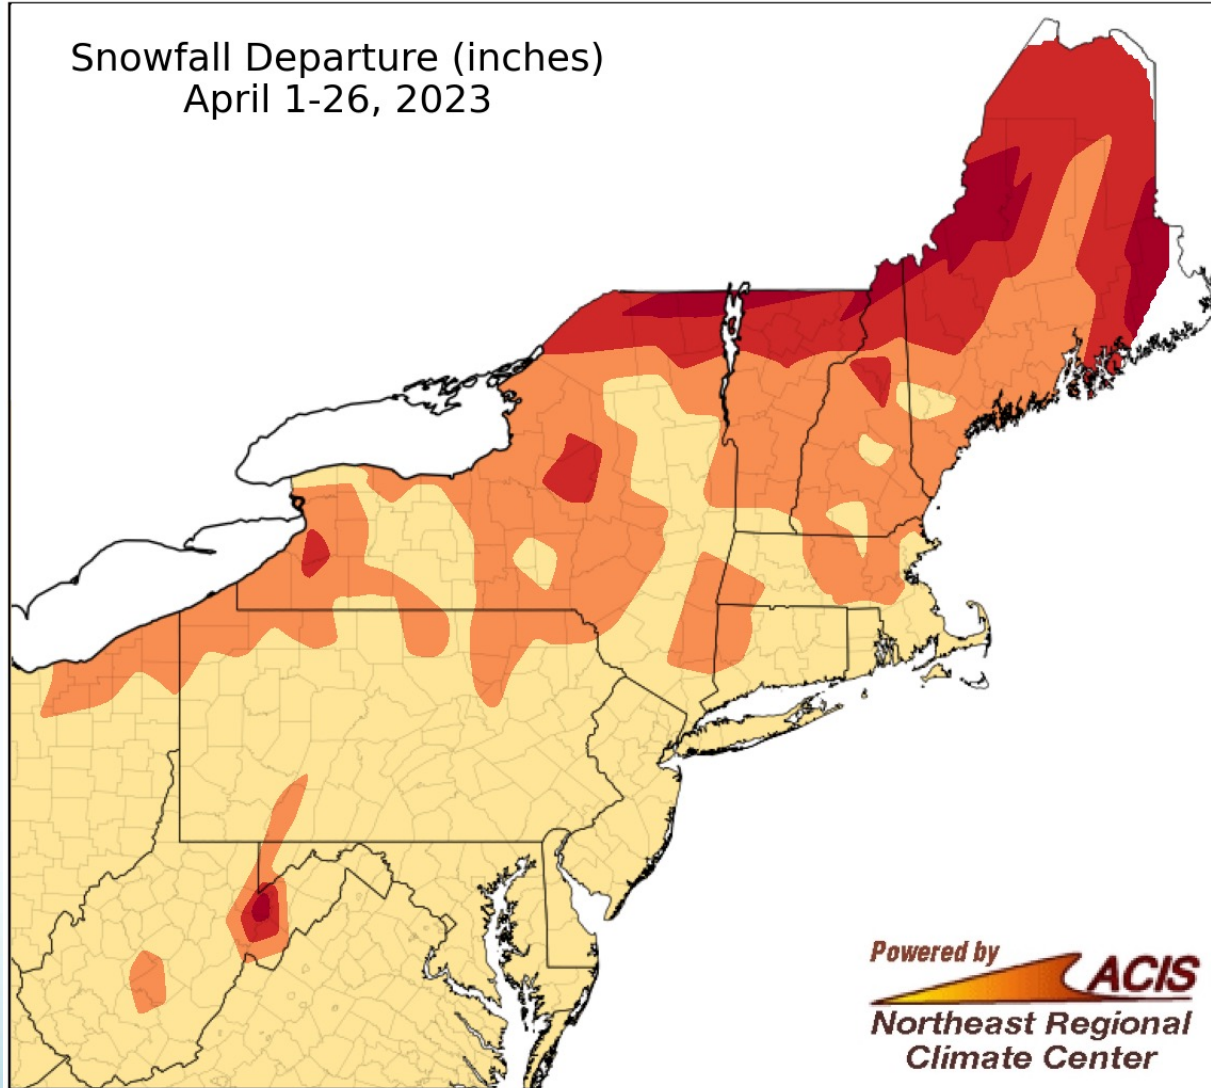 Snowfall Departure (inches)
April 1-26, 2023
Powered by
ACIS
Northeast Regional
Climate Center